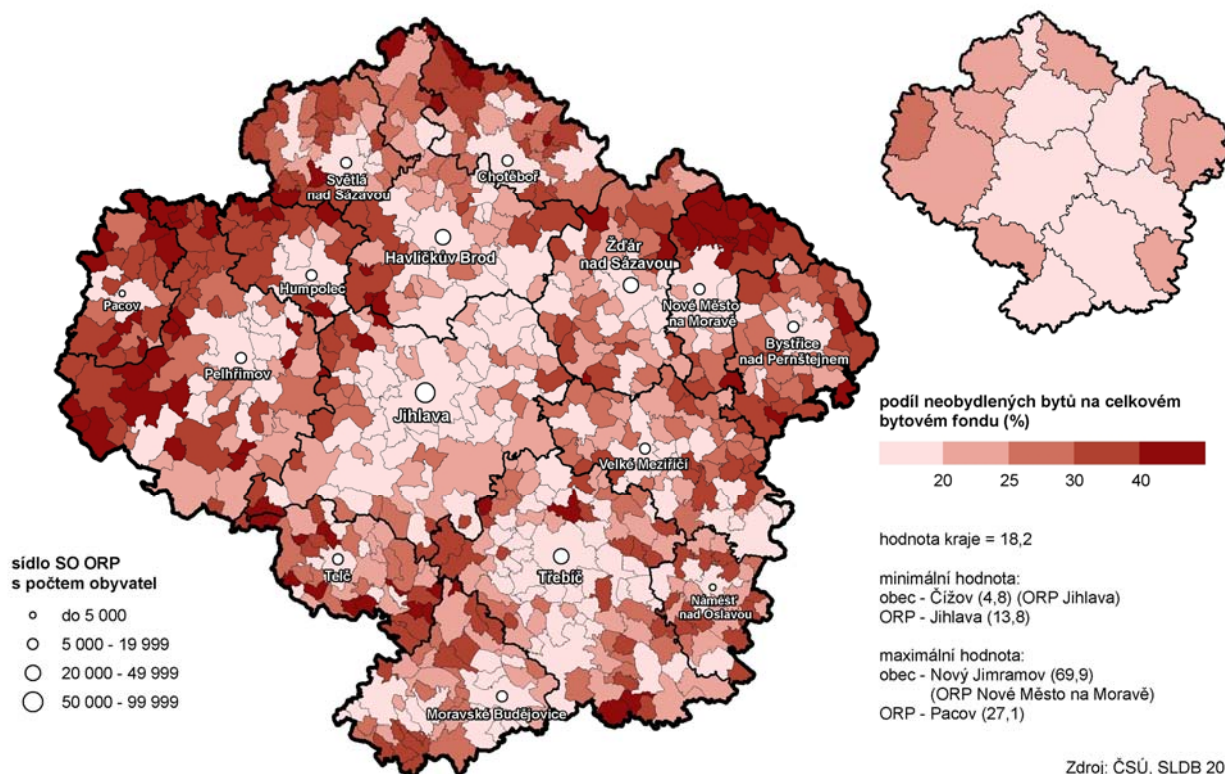 Světlá
nad Sázavou
Chotěboř
Havlíčkův Brod
Žďár
nad Sázavou
Humpolec
Pacov
Nové Město
na Moravě
Bystřice
nad Pernštejnem
Pelhřimov
Jihlava
Velké Meziříčí
Telč
Třebíč
Náměšť
nad Oslavou
Moravské Budějovice
sídlo SO ORP
s počtem obyvatel
do 5 000
5 000 - 19 999
20 000 - 49 999
50 000 - 99 999
podíl neobydlených bytů na celkovém
bytovém fondu (%)
20 25 30 40
hodnota kraje = 18,2
minimální hodnota:
obec - Čížov (4,8) (ORP Jihlava)
ORP - Jihlava (13,8)
maximální hodnota:
obec - Nový Jimramov (69,9)
(ORP Nové Město na Moravě)
ORP - Pacov (27,1)
Zdroj: ČSÚ, SLDB 20